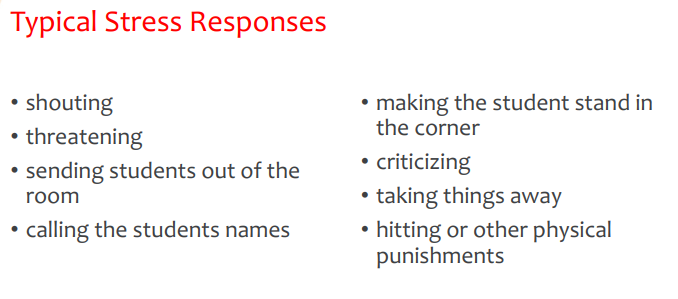 Typical Stress Responses
• shouting
• threatening
• sending students out of the
room
• calling the students names
• making the student stand in
the corner
• criticizing
• taking things away
• hitting or other physical
punishments